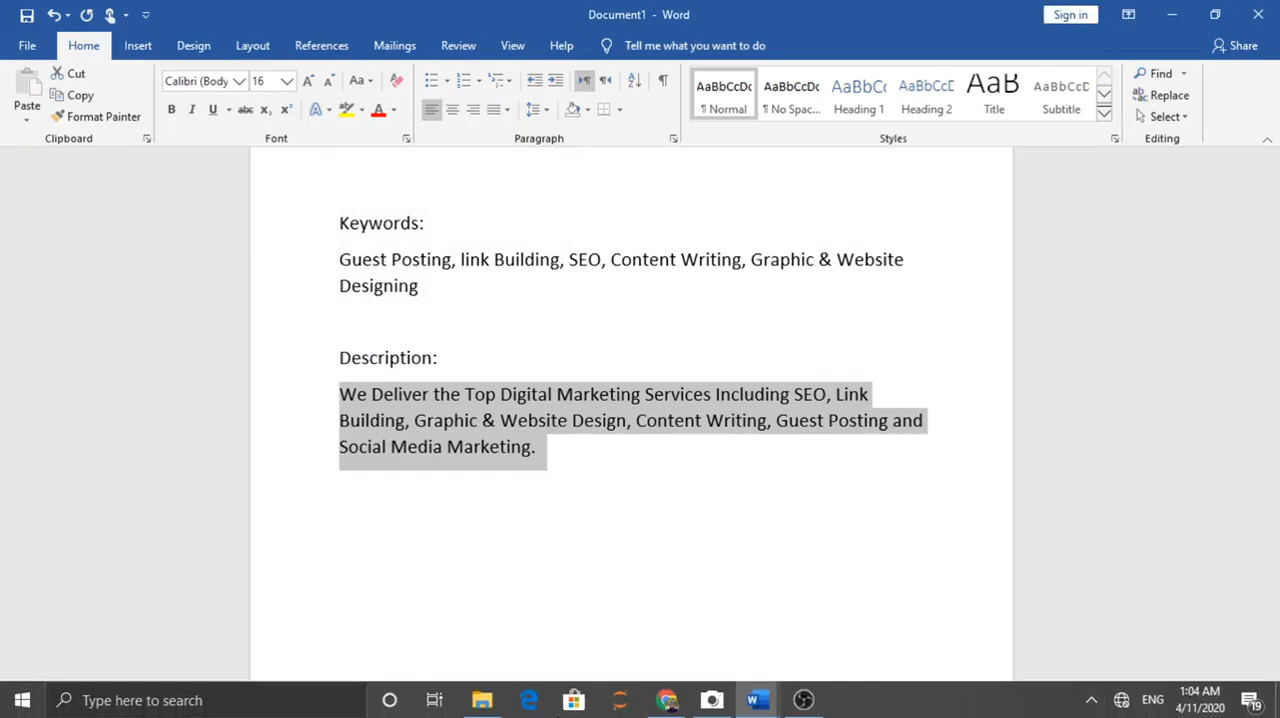 Document1 - Word
Sign in
File Home Insert Design Layout References Mailings Review View Help Tell me what you want to do Share
Paste
Cut
Copy
Format Painter
Clipboard
Calibri (Body 16
Font
Paragraph
AaBbCcDc AaBbCcDc AaBbCc AaBbCcD AaB AaBbCcD
¶ Normal ¶ No Spac... Heading 1 Heading 2 Title Subtitle
Styles
Find
Replace
Select
Editing
Keywords:
Guest Posting, link Building, SEO, Content Writing, Graphic & Website
Designing
Description:
We Deliver the Top Digital Marketing Services Including SEO, Link
Building, Graphic & Website Design, Content Writing, Guest Posting and
Social Media Marketing.
Type here to search
ENG
1:04 AM
4/11/2020
19